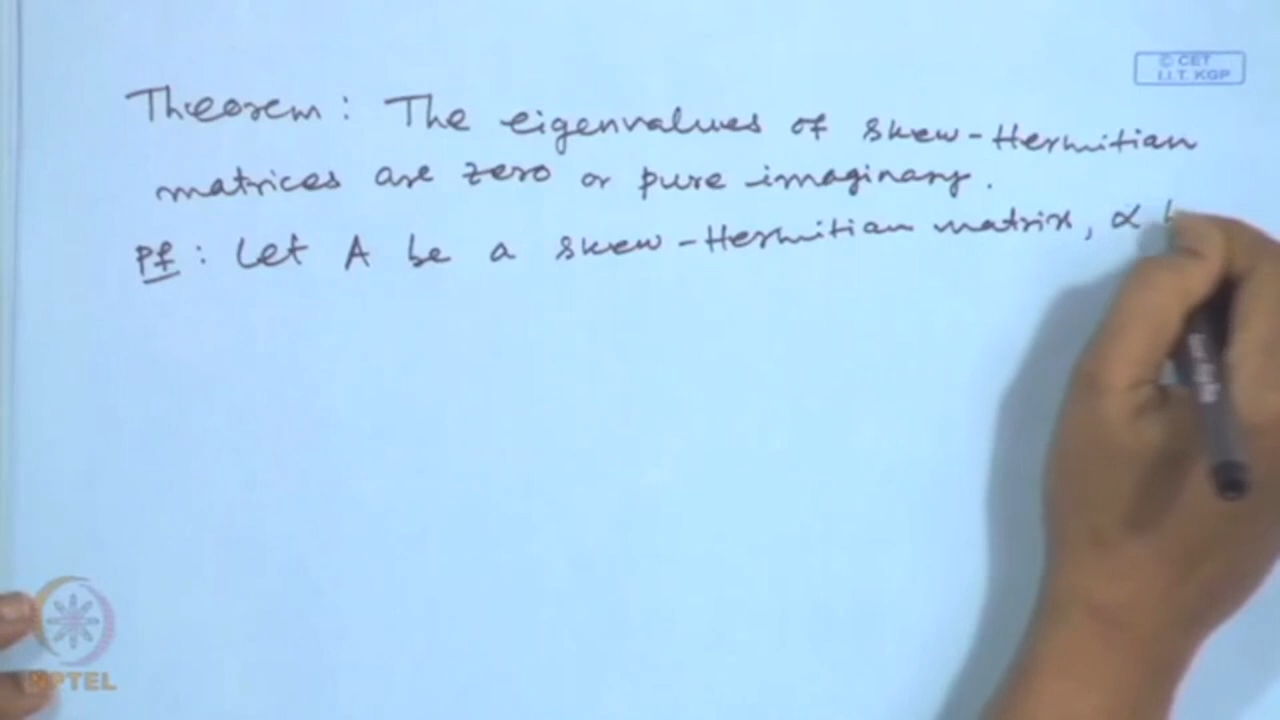 © CET
I.I.T. KGP
Theorem: The eigenvalues of skew-Hermitian
matrices are zero or pure imaginary.
Pf: Let A be a skew-Hermitian matrix, α b
NPTEL